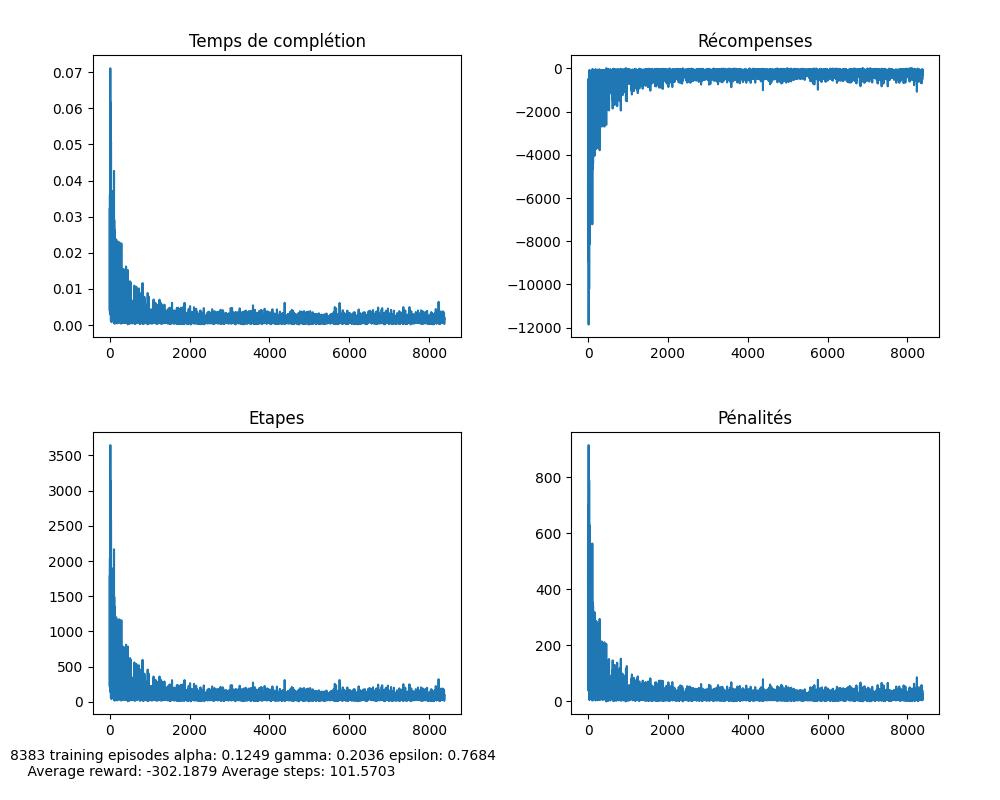 Temps de complétion
0.07
0.06
0.05
0.04
0.03
0.02
0.01
0.00
0 2000 4000 6000 8000
Récompenses
0
−2000
−4000
−6000
−8000
−10000
−12000
0 2000 4000 6000 8000
Etapes
3500
3000
2500
2000
1500
1000
500
0
0 2000 4000 6000 8000
Pénalités
800
600
400
200
0
0 2000 4000 6000 8000
8383 training episodes alpha: 0.1249 gamma: 0.2036 epsilon: 0.7684
Average reward: -302.1879 Average steps: 101.5703